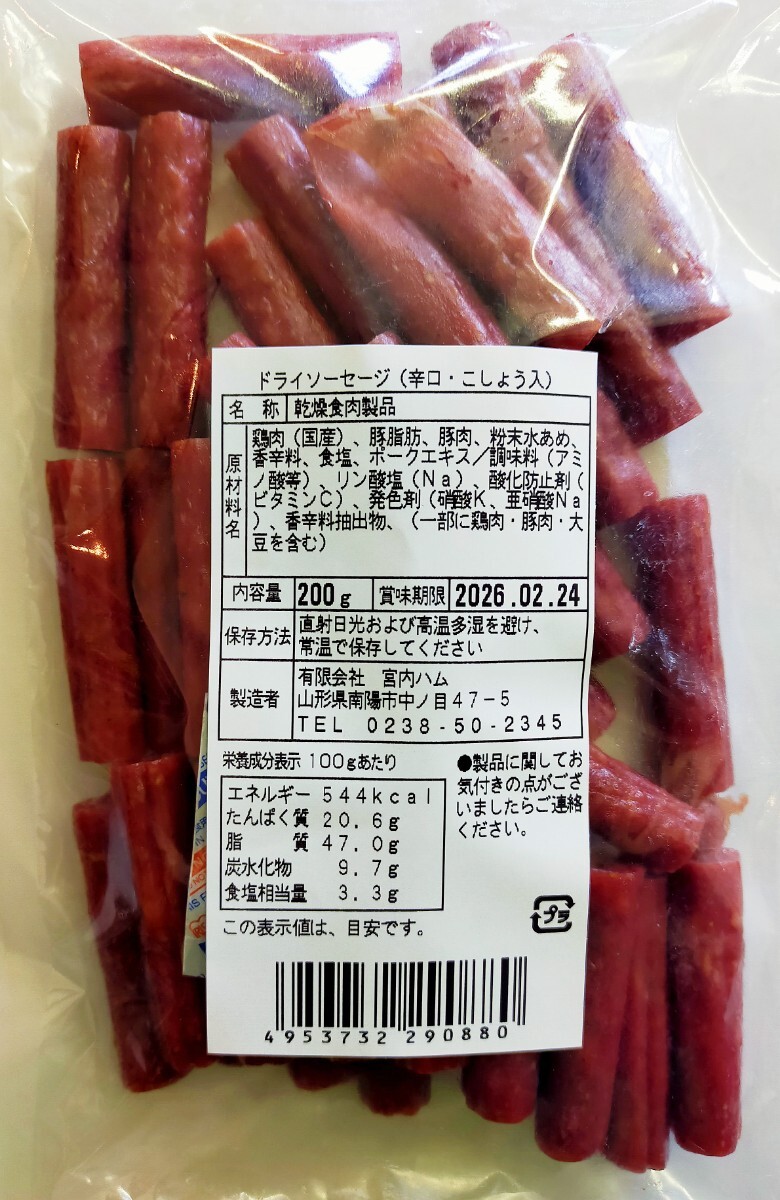 ドライソーセージ（辛口・こしょう入）
名 称 乾燥食肉製品
原材料名
鶏肉（国産）、豚脂肪、豚肉、粉末水あめ、
香辛料、食塩、ポークエキス／調味料（アミ
ノ酸等）、リン酸塩（Ｎａ）、酸化防止剤（
ビタミンＣ）、発色剤（硝酸Ｋ、亜硝酸Ｎａ
）、香辛料抽出物、（一部に鶏肉・豚肉・大
豆を含む）
内容量 200ｇ 賞味期限 2026.02.24
保存方法
直射日光および高温多湿を避け、
常温で保存してください
製造者
有限会社 宮内ハム
山形県南陽市中ノ目４７－５
ＴＥＬ 0238-50-2345
栄養成分表示 100ｇあたり
エネルギー 544kcal
たんぱく質 20.6g
脂 質 47.0g
炭水化物 9.7g
食塩相当量 3.3g
この表示値は、目安です。
●製品に関してお
気付きの点がござ
いましたらご連絡
ください。
プラ
4953732 290880